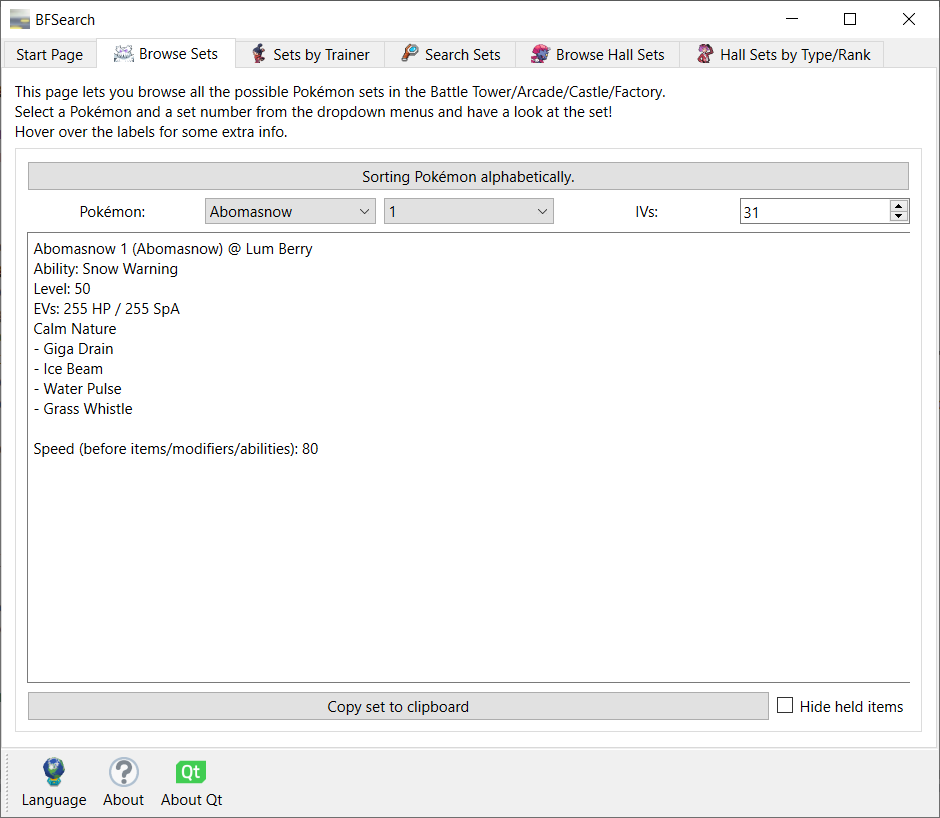 BFSearch
Start Page
Browse Sets
Sets by Trainer
Search Sets
Browse Hall Sets
Hall Sets by Type/Rank
This page lets you browse all the possible Pokémon sets in the Battle Tower/Arcade/Castle/Factory.
Select a Pokémon and a set number from the dropdown menus and have a look at the set!
Hover over the labels for some extra info.
Sorting Pokémon alphabetically.
Pokémon: Abomasnow 1 IVs: 31
Abomasnow 1 (Abomasnow) @ Lum Berry
Ability: Snow Warning
Level: 50
EVs: 255 HP / 255 SpA
Calm Nature
- Giga Drain
- Ice Beam
- Water Pulse
- Grass Whistle
Speed (before items/modifiers/abilities): 80
Copy set to clipboard
Hide held items
?
Qt
Language
About
About Qt